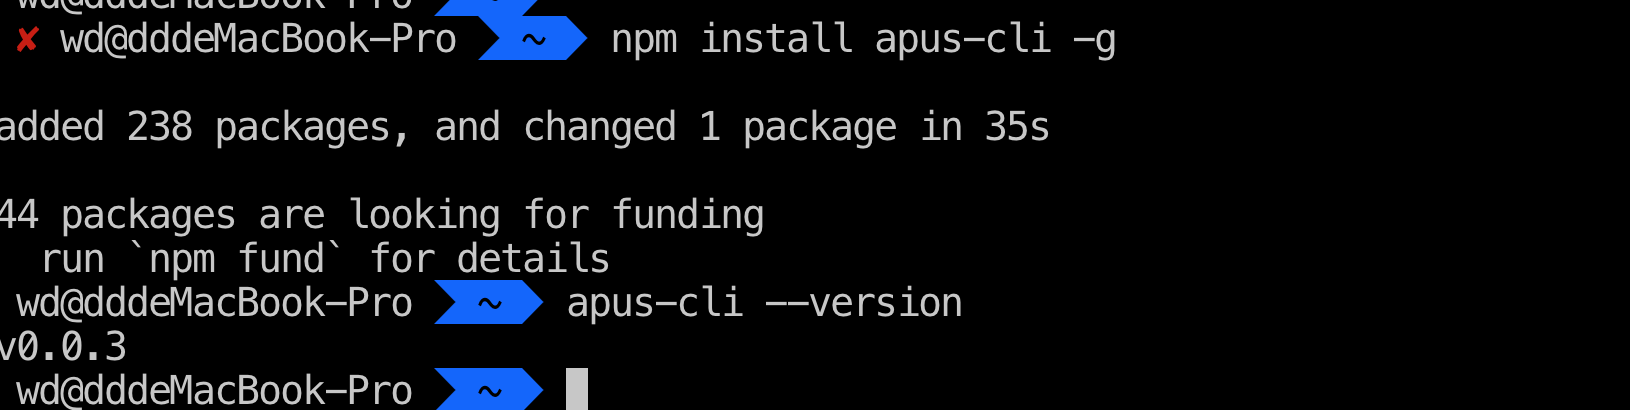 wd@dddeMacBook-Pro
✘ wd@dddeMacBook-Pro ~ npm install apus-cli -g
added 238 packages, and changed 1 package in 35s
44 packages are looking for funding
run `npm fund` for details
wd@dddeMacBook-Pro ~ apus-cli --version
v0.0.3
wd@dddeMacBook-Pro ~